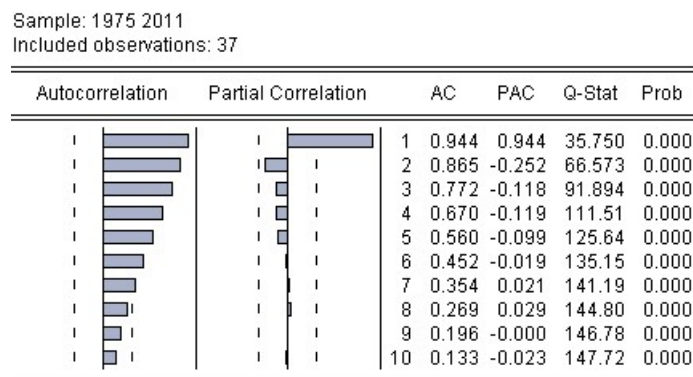 Sample: 1975 2011
Included observations: 37
Autocorrelation Partial Correlation AC PAC Q-Stat Prob
1 0.944 0.944 35.750 0.000
2 0.865 -0.252 66.573 0.000
3 0.772 -0.118 91.894 0.000
4 0.670 -0.119 111.51 0.000
5 0.560 -0.099 125.64 0.000
6 0.452 -0.019 135.15 0.000
7 0.354 0.021 141.19 0.000
8 0.269 0.029 144.80 0.000
9 0.196 -0.000 146.78 0.000
10 0.133 -0.023 147.72 0.000